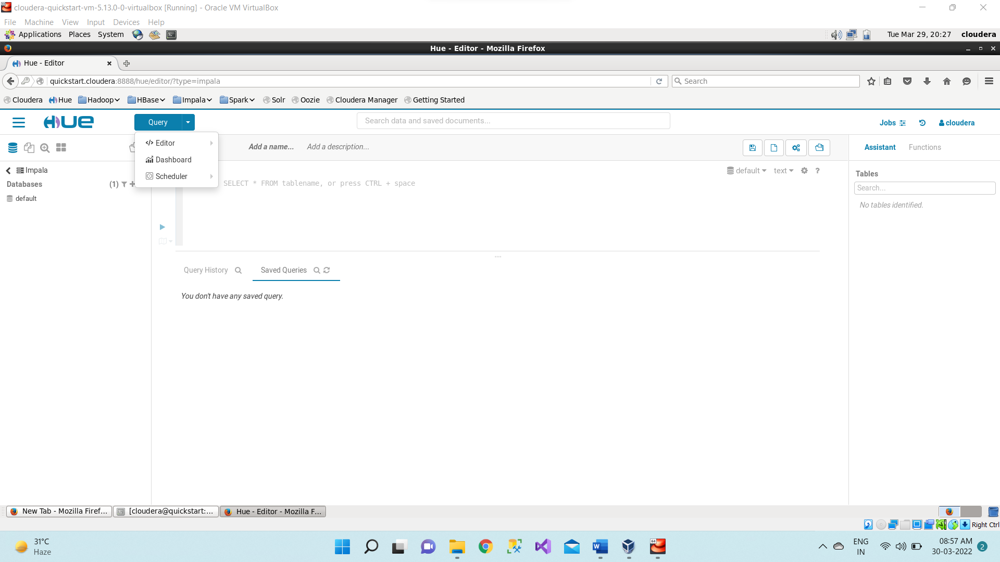 cloudera-quickstart-vm-5.13.0-0-virtualbox [Running] - Oracle VM VirtualBox
File Machine View Input Devices Help
Applications Places System Tue Mar 29, 20:27 cloudera
Hue - Editor - Mozilla Firefox
Hue - Editor
quickstart.cloudera:8888/hue/editor/?type=impala Search
Cloudera Hue Hadoop HBase Impala Spark Solr Oozie Cloudera Manager Getting Started
HUE Query Search data and saved documents... Jobs cloudera
Editor
Dashboard
Scheduler
Add a name... Add a description... Assistant Functions
Impala default text ?
Databases (1)
default
SELECT * FROM tablename, or press CTRL + space
Tables
Search...
No tables identified.
Query History Saved Queries
You don't have any saved query.
New Tab - Mozilla Firef... [cloudera@quickstart:... Hue - Editor - Mozilla F...
Right Ctrl
31°C
Haze
64
ENG
IN
08:57 AM
30-03-2022
2